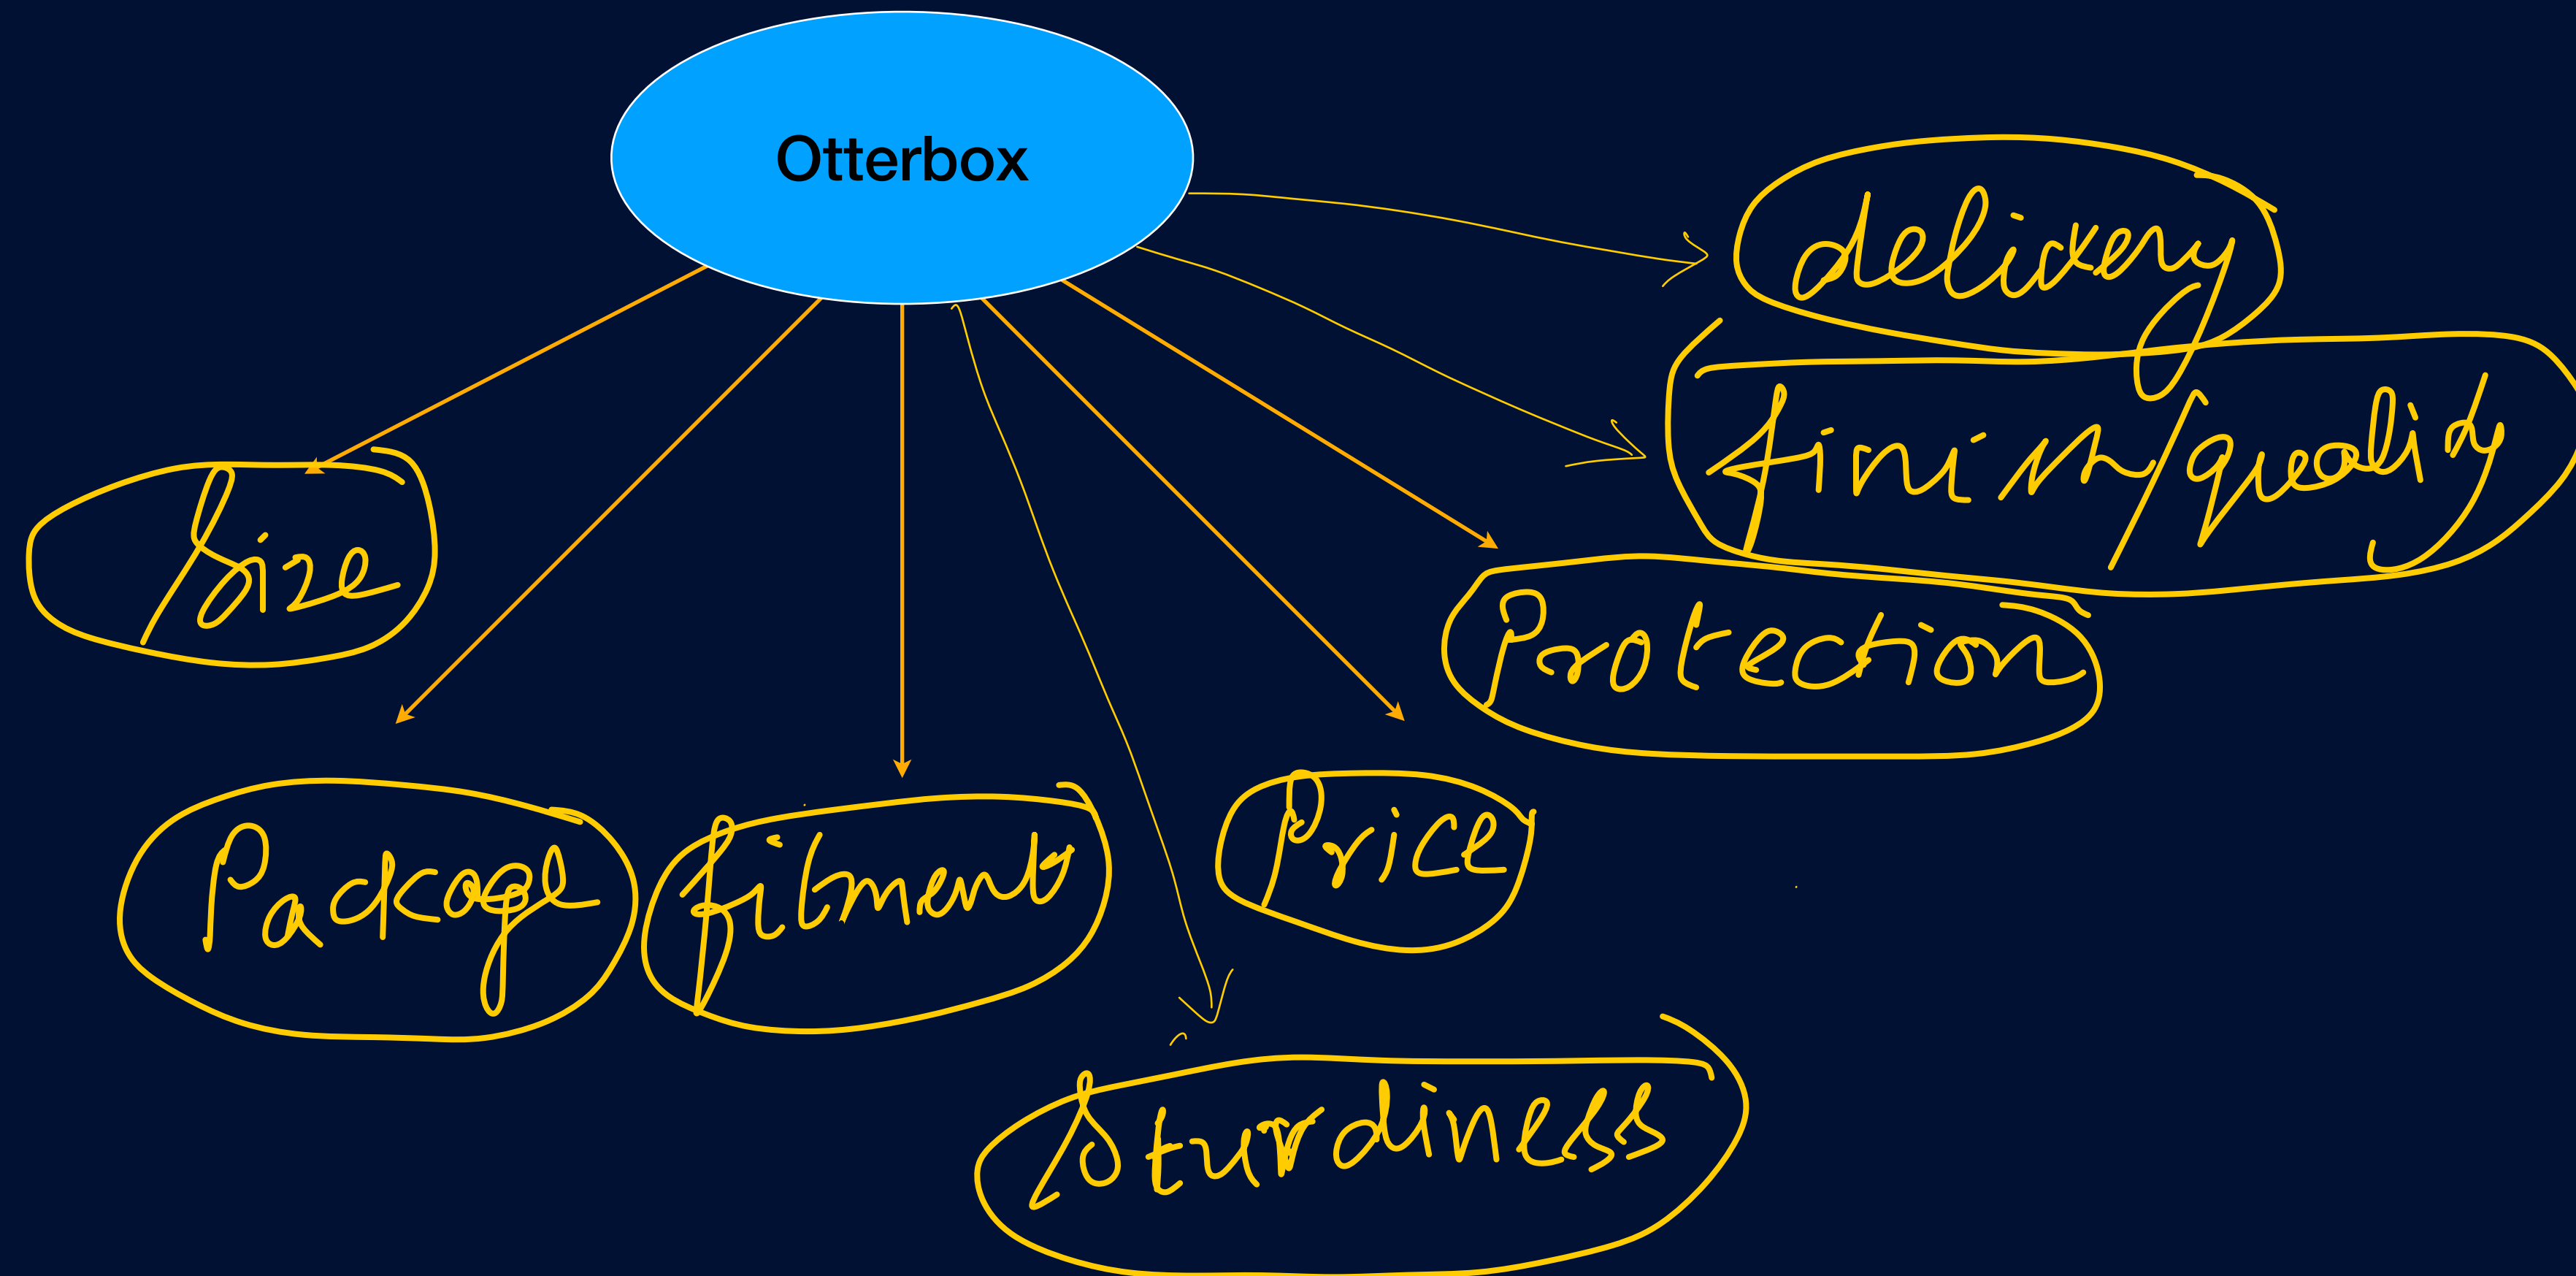 Otterbox
delivery
finish/quality
Size
Protection
Package
fitment
Price
Sturdiness